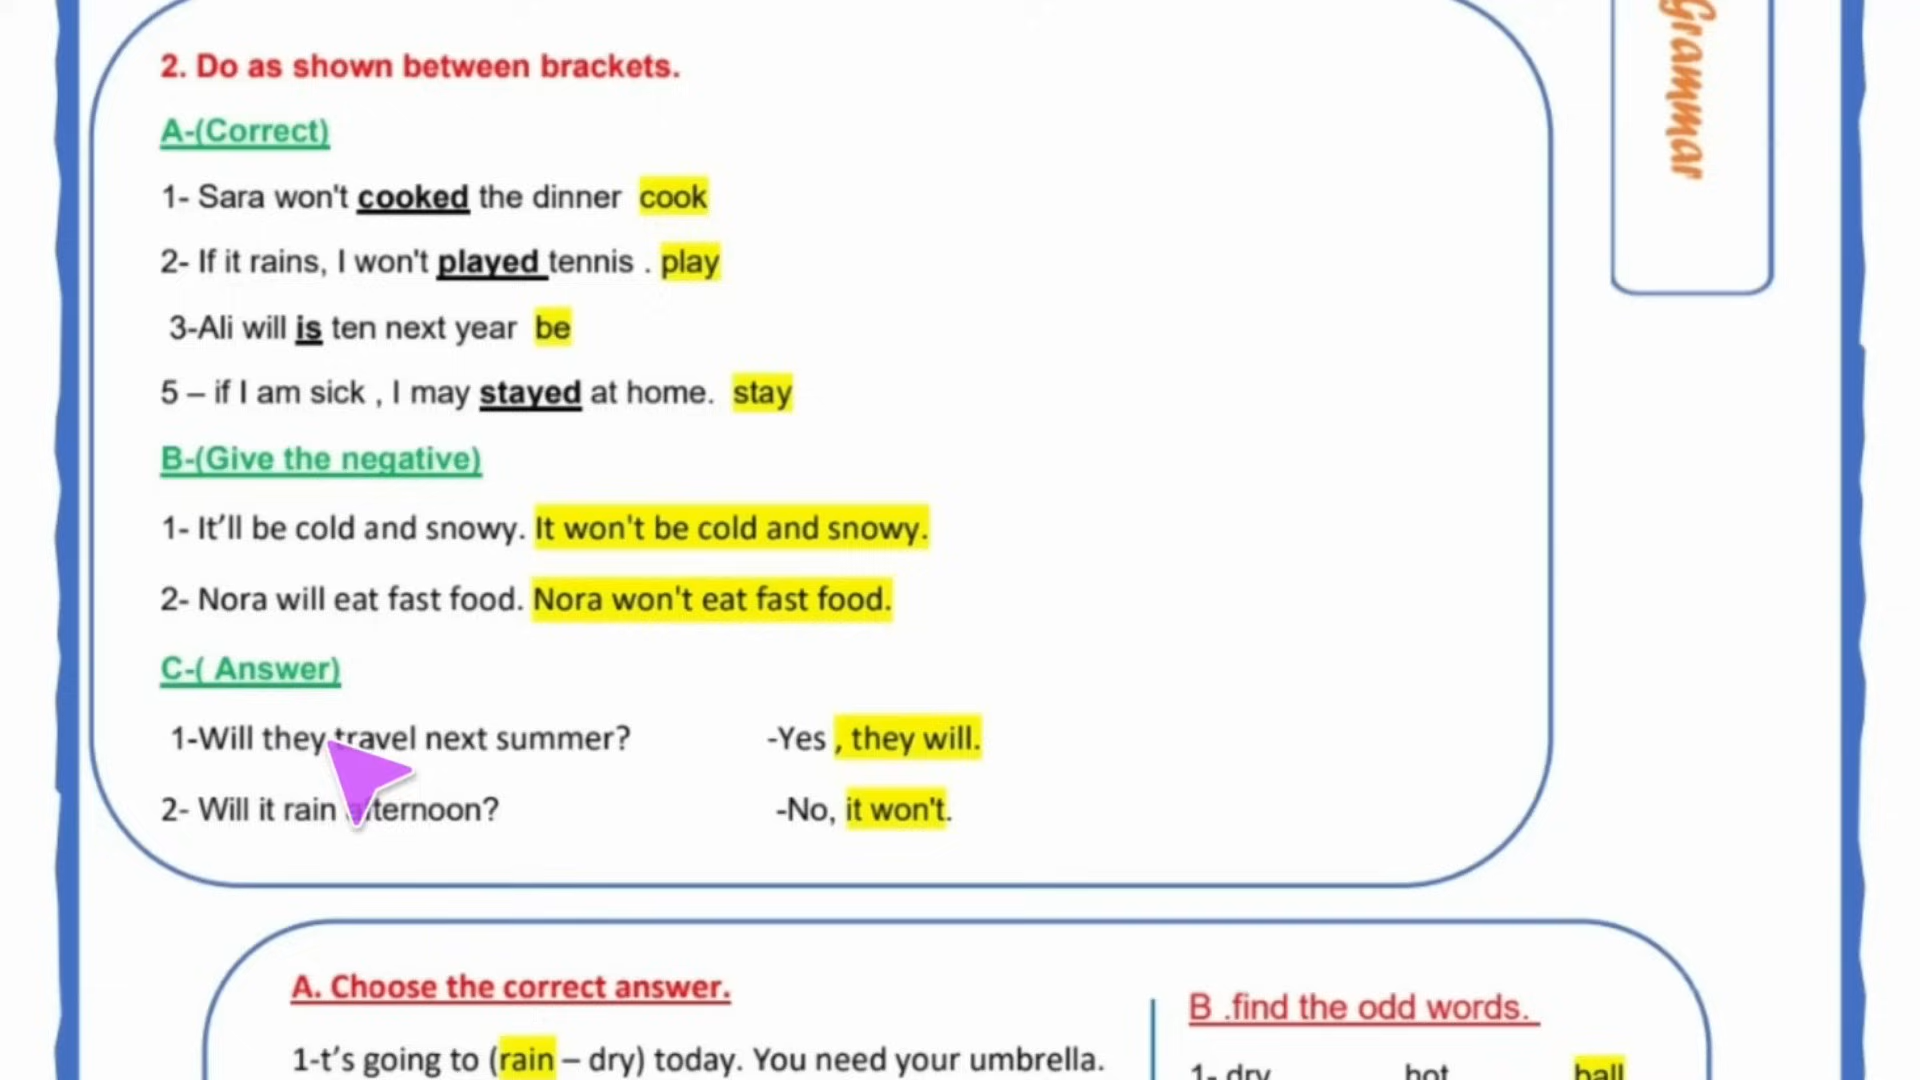 Grammar
2. Do as shown between brackets.
A-(Correct)
1- Sara won't cooked the dinner cook
2- If it rains, I won't played tennis . play
3-Ali will is ten next year be
5 – if I am sick , I may stayed at home. stay
B-(Give the negative)
1- It’ll be cold and snowy. It won't be cold and snowy.
2- Nora will eat fast food. Nora won't eat fast food.
C-( Answer)
1-Will they travel next summer? -Yes , they will.
2- Will it rain afternoon? -No, it won't.
A. Choose the correct answer.
1-t’s going to (rain – dry) today. You need your umbrella.
B .find the odd words.
1- dry hot ball